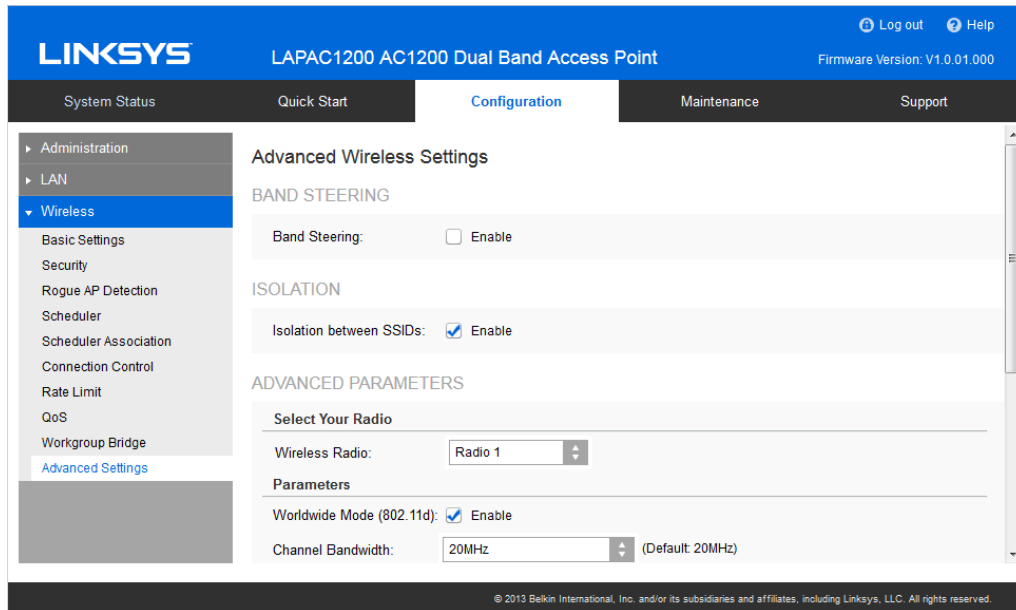 Log out Help
LINKSYS LAPAC1200 AC1200 Dual Band Access Point Firmware Version: V1.0.01.000
System Status Quick Start Configuration Maintenance Support
Administration
LAN
Wireless
Basic Settings
Security
Rogue AP Detection
Scheduler
Scheduler Association
Connection Control
Rate Limit
QoS
Workgroup Bridge
Advanced Settings
Advanced Wireless Settings
BAND STEERING
Band Steering: Enable
ISOLATION
Isolation between SSIDs: Enable
ADVANCED PARAMETERS
Select Your Radio
Wireless Radio: Radio 1
Parameters
Worldwide Mode (802.11d): Enable
Channel Bandwidth: 20MHz (Default: 20MHz)
© 2013 Belkin International, Inc. and/or its subsidiaries and affiliates, including Linksys, LLC. All rights reserved.